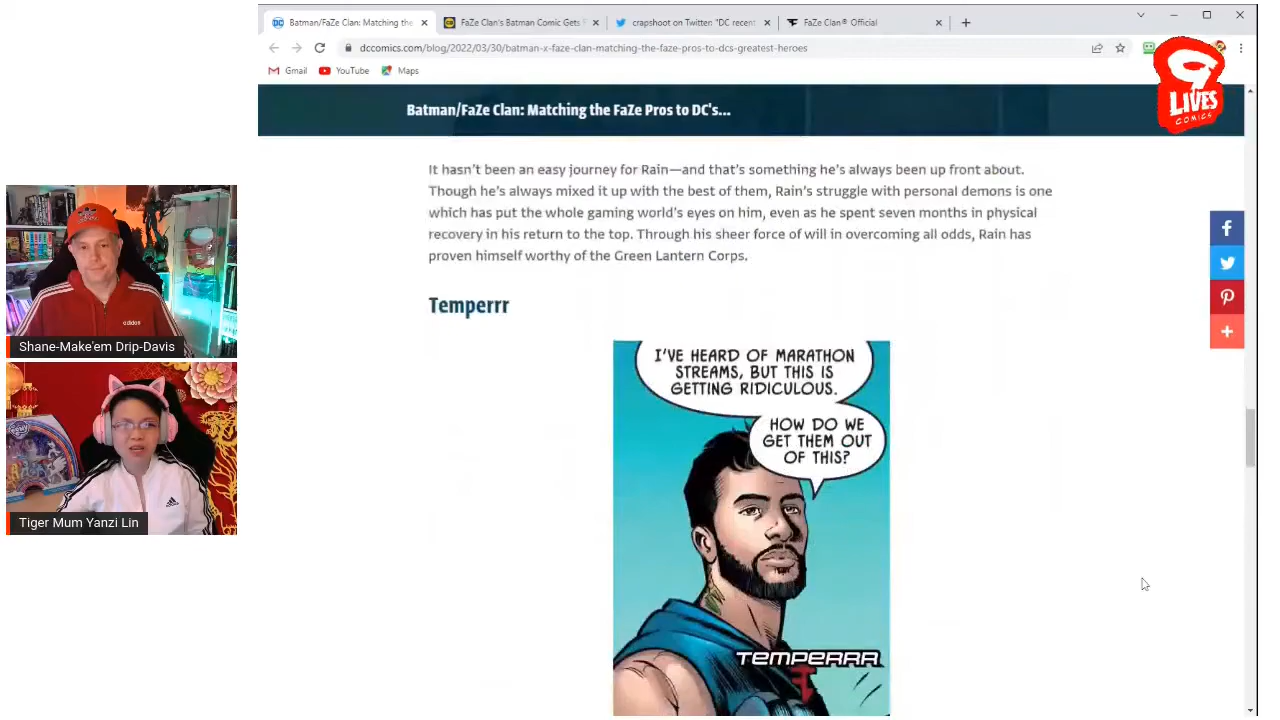 Batman/FaZe Clan: Matching the
FaZe Clan's Batman Comic Gets
crapshoot on Twitter: "DC recent
FaZe Clan® Official
dccomics.com/blog/2022/03/30/batman-x-faze-clan-matching-the-faze-pros-to-dcs-greatest-heroes
Gmail
YouTube
Maps
9
LIVES
COMICS
Batman/FaZe Clan: Matching the FaZe Pros to DC's...
It hasn't been an easy journey for Rain—and that's something he's always been up front about.
Though he's always mixed it up with the best of them, Rain's struggle with personal demons is one
which has put the whole gaming world's eyes on him, even as he spent seven months in physical
recovery in his return to the top. Through his sheer force of will in overcoming all odds, Rain has
proven himself worthy of the Green Lantern Corps.
Temperrr
I'VE HEARD OF MARATHON
STREAMS, BUT THIS IS
GETTING RIDICULOUS.
HOW DO WE
GET THEM OUT
OF THIS?
TEMPERRR
adidas
Shane-Make'em Drip-Davis
Tiger Mum Yanzi Lin